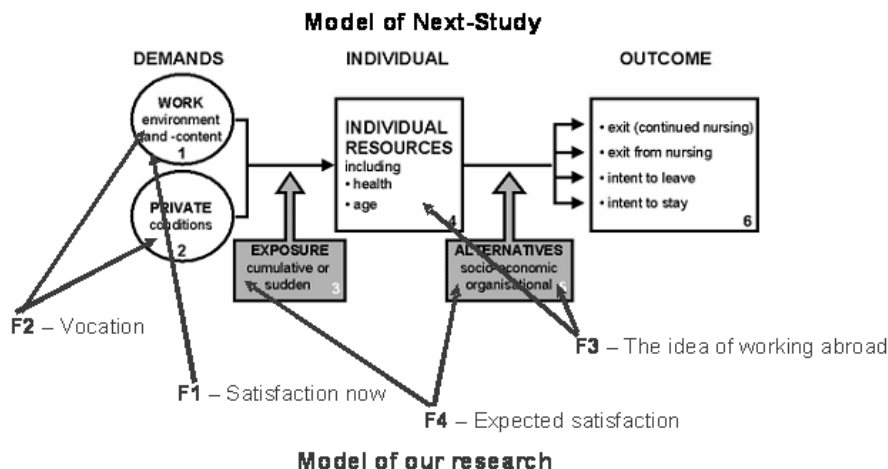 Model of Next-Study
DEMANDS
INDIVIDUAL
OUTCOME
WORK
environment
and -content
1
PRIVATE
conditions
2
EXPOSURE
cumulative or
sudden
3
INDIVIDUAL
RESOURCES
including
• health
• age
4
ALTERNATIVES
socio-economic
organisational
5
• exit (continued nursing)
• exit from nursing
• intent to leave
• intent to stay
6
F2 – Vocation
F1 – Satisfaction now
F3 – The idea of working abroad
F4 – Expected satisfaction
Model of our research